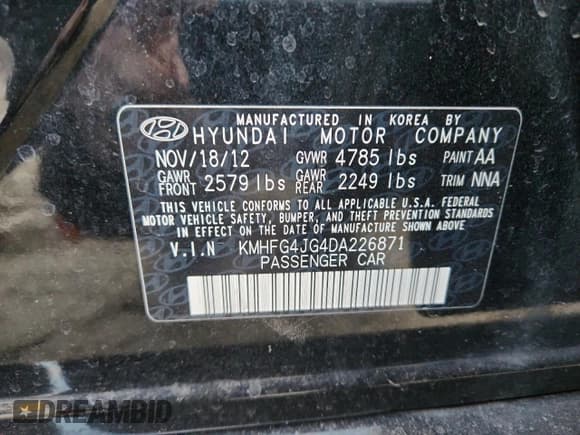 MANUFACTURED IN KOREA BY
HYUNDAI MOTOR COMPANY
NOV/18/12 GVWR 4785 lbs PAINT AA
GAWR FRONT 2579 lbs GAWR REAR 2249 lbs TRIM NNA
THIS VEHICLE CONFORMS TO ALL APPLICABLE U.S.A. FEDERAL
MOTOR VEHICLE SAFETY, BUMPER, AND THEFT PREVENTION STANDARDS
IN EFFECT ON THE DATE OF MANUFACTURE SHOWN ABOVE.
V.I.N KMHFG4JG4DA226871
PASSENGER CAR
DREAMBID